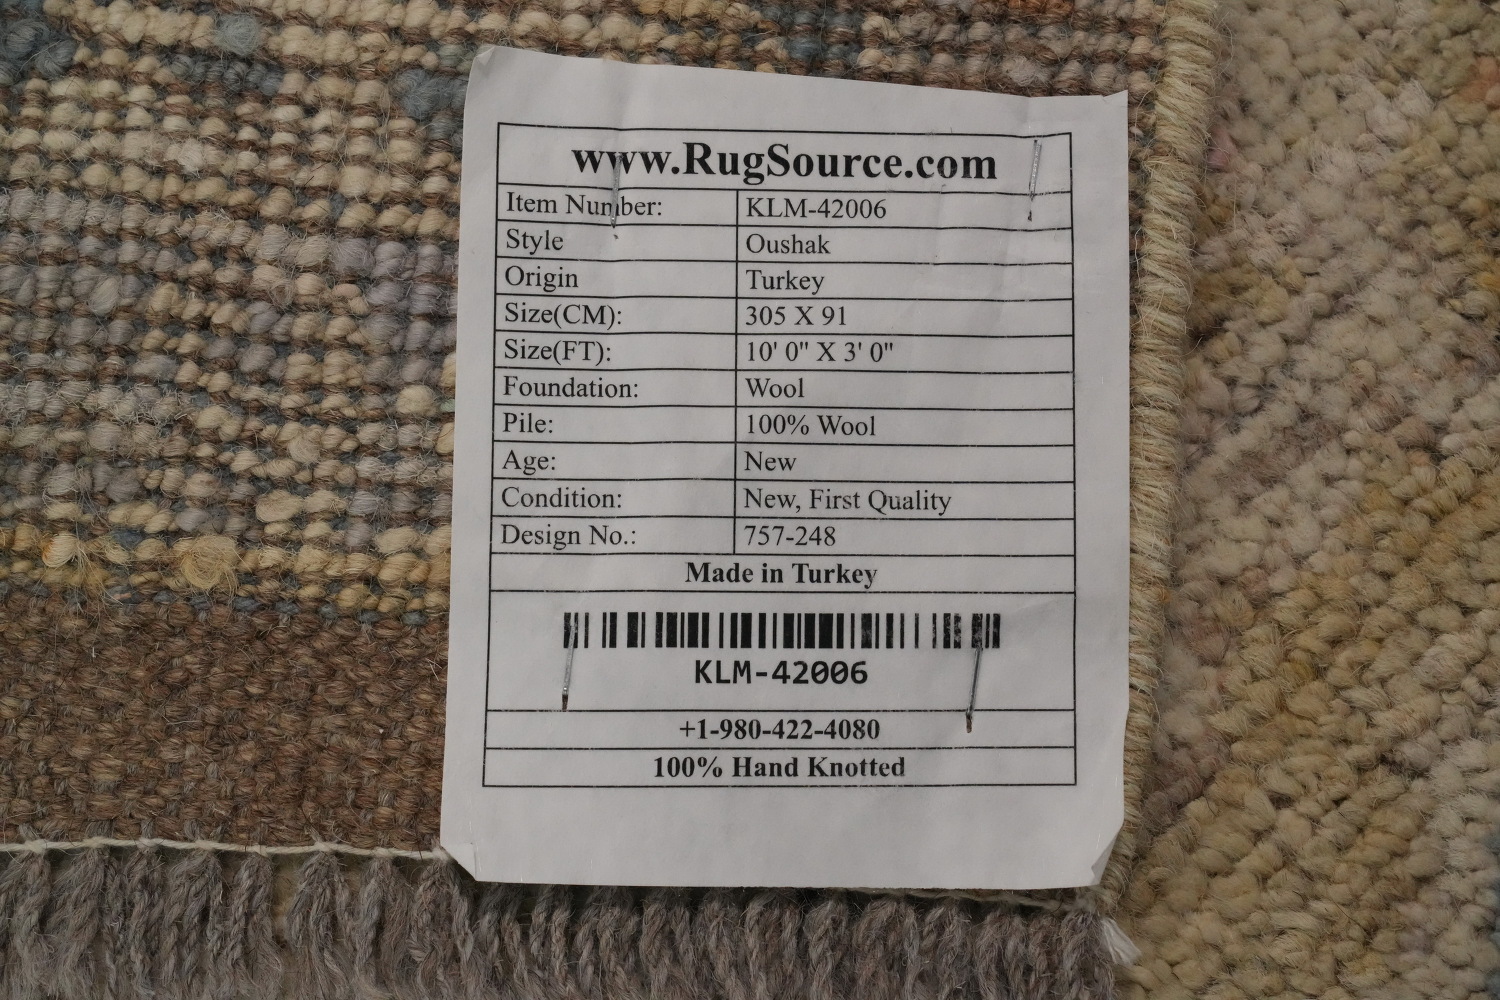 www.RugSource.com
Item Number: KLM-42006
Style Oushak
Origin Turkey
Size(CM): 305 X 91
Size(FT): 10' 0" X 3' 0"
Foundation: Wool
Pile: 100% Wool
Age: New
Condition: New, First Quality
Design No.: 757-248
Made in Turkey
KLM-42006
+1-980-422-4080
100% Hand Knotted